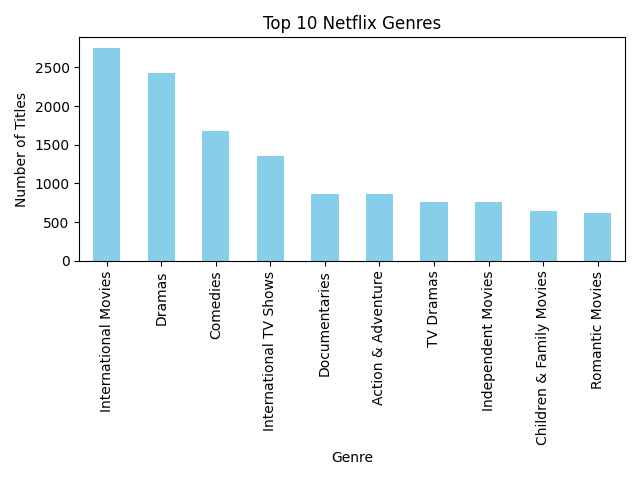 Top 10 Netflix Genres
Number of Titles
2500
2000
1500
1000
500
0
International Movies
Dramas
Comedies
International TV Shows
Documentaries
Action & Adventure
TV Dramas
Independent Movies
Children & Family Movies
Romantic Movies
Genre